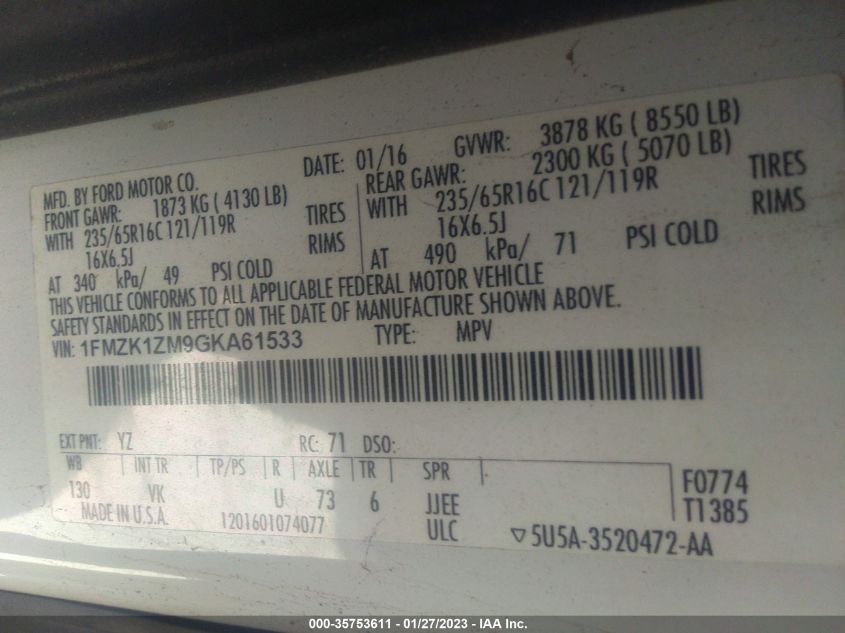 MFD. BY FORD MOTOR CO. DATE: 01/16 GVWR: 3878 KG ( 8550 LB)
FRONT GAWR: 1873 KG ( 4130 LB) REAR GAWR: 2300 KG ( 5070 LB)
WITH 235/65R16C 121/119R TIRES WITH 235/65R16C 121/119R TIRES
16X6.5J RIMS 16X6.5J RIMS
AT 340 kPa/ 49 PSI COLD AT 490 kPa/ 71 PSI COLD
THIS VEHICLE CONFORMS TO ALL APPLICABLE FEDERAL MOTOR VEHICLE
SAFETY STANDARDS IN EFFECT ON THE DATE OF MANUFACTURE SHOWN ABOVE.
VIN: 1FMZK1ZM9GKA61533 TYPE: MPV
EXT PNT: YZ RC: 71 DSO:
WB INT TR TP/PS R AXLE TR SPR
130 VK U 73 6 JJEE F0774
MADE IN U.S.A. 1201601074077 ULC T1385
▽5U5A-3520472-AA
000-35753611 - 01/27/2023 - IAA Inc.